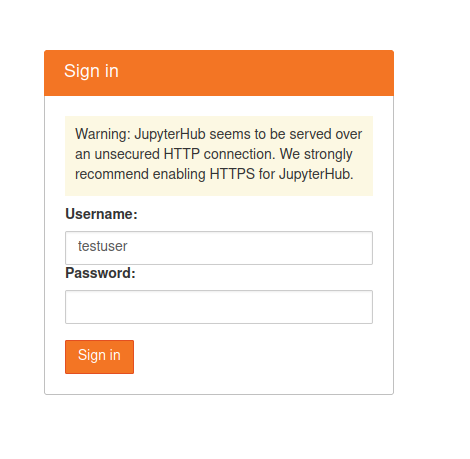 Sign in
Warning: JupyterHub seems to be served over
an unsecured HTTP connection. We strongly
recommend enabling HTTPS for JupyterHub.
Username:
testuser
Password:
Sign in